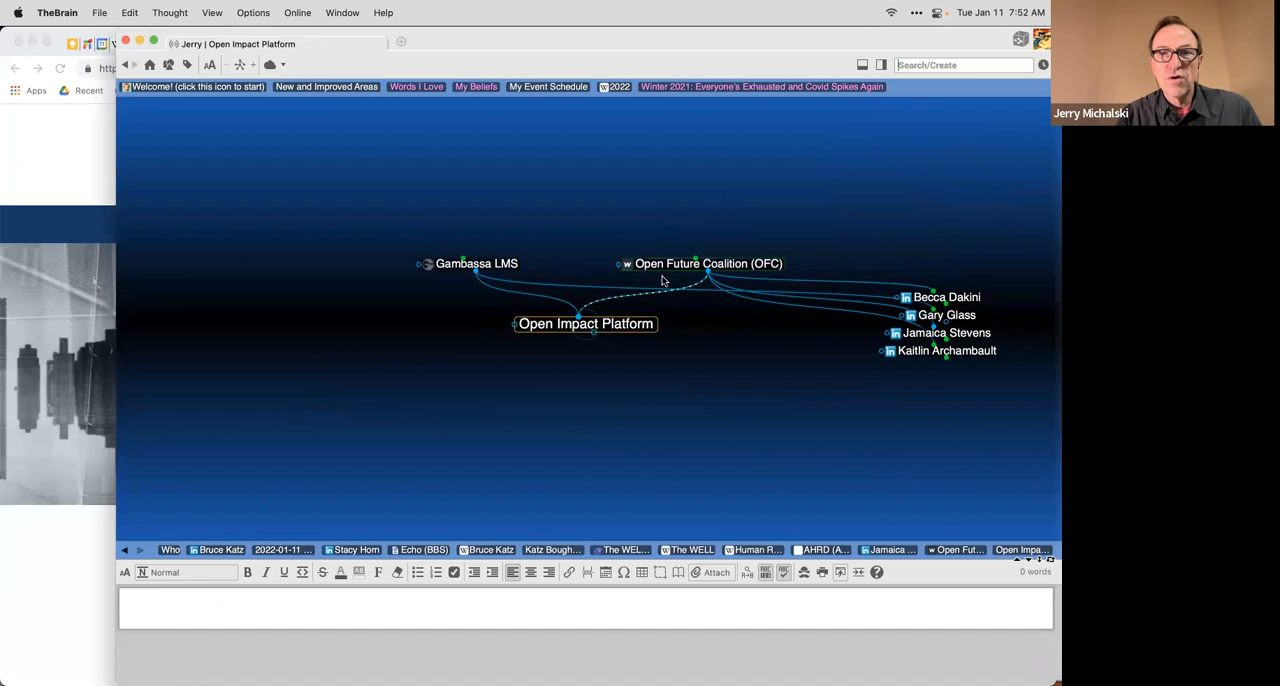 TheBrain File Edit Thought View Options Online Window Help Tue Jan 11 7:52 AM
Jerry | Open Impact Platform
http
AA
Search/Create
Apps Recent
Welcome! (click this icon to start) New and Improved Areas Words I Love My Beliefs My Event Schedule 2022 Winter 2021: Everyone's Exhausted and Covid Spikes Again
Jerry Michalski
Gambassa LMS Open Future Coalition (OFC)
Becca Dakini
Gary Glass
Open Impact Platform
Jamaica Stevens
Kaitlin Archambault
Who Bruce Katz 2022-01-11 ... Stacy Horn Echo (BBS) Bruce Katz Katz Bough... The WEL... The WELL Human R... AHRD (A... Jamaica ... Open Fut... Open Impa...
AA N Normal B I U S A F Attach 0 words